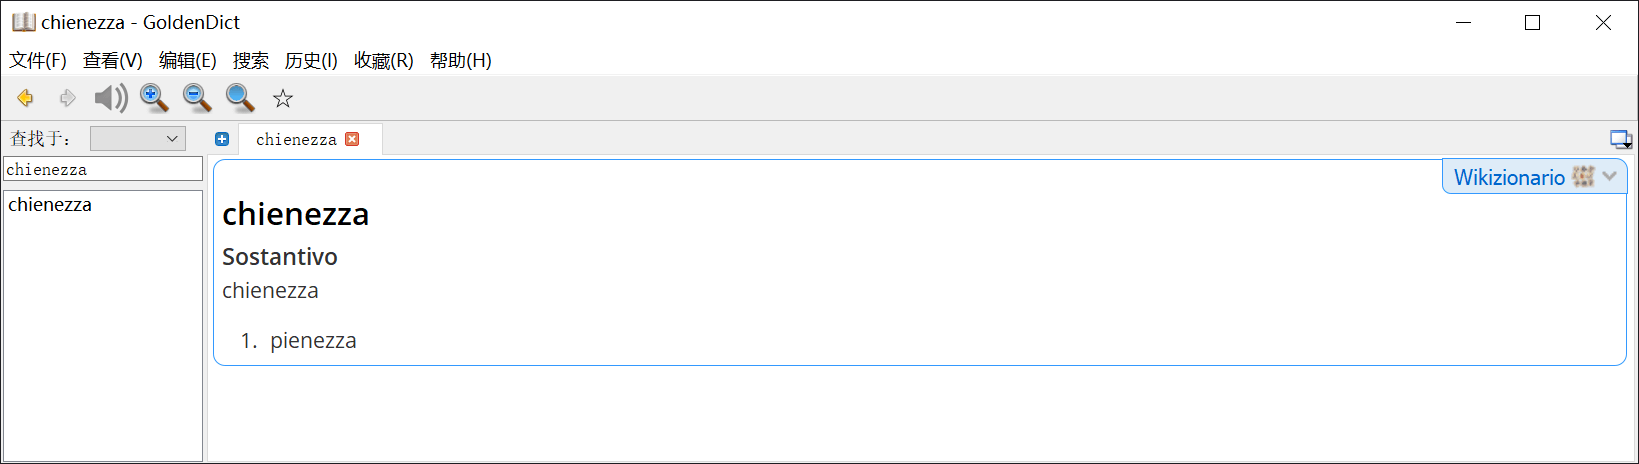 chienezza - GoldenDict
文件(F) 查看(V) 编辑(E) 搜索 历史(I) 收藏(R) 帮助(H)
查找于：
chienezza
chienezza
chienezza
Wikizionario
chienezza
Sostantivo
chienezza
1. pienezza